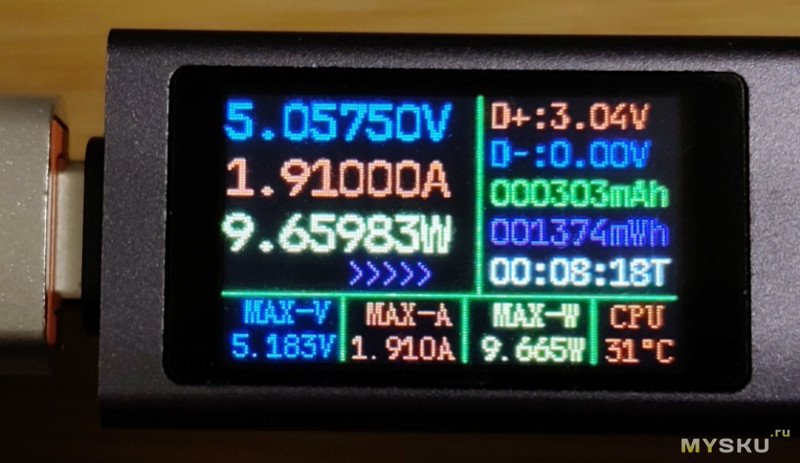 5.05750V
1.91000A
9.65983W
>>>>>
D+:3.04V
D-:0.00V
000303mAh
001374mWh
00:08:18T
MAX-V MAX-A MAX-W CPU
5.183V 1.910A 9.665W 31°C
MYSKU.ru